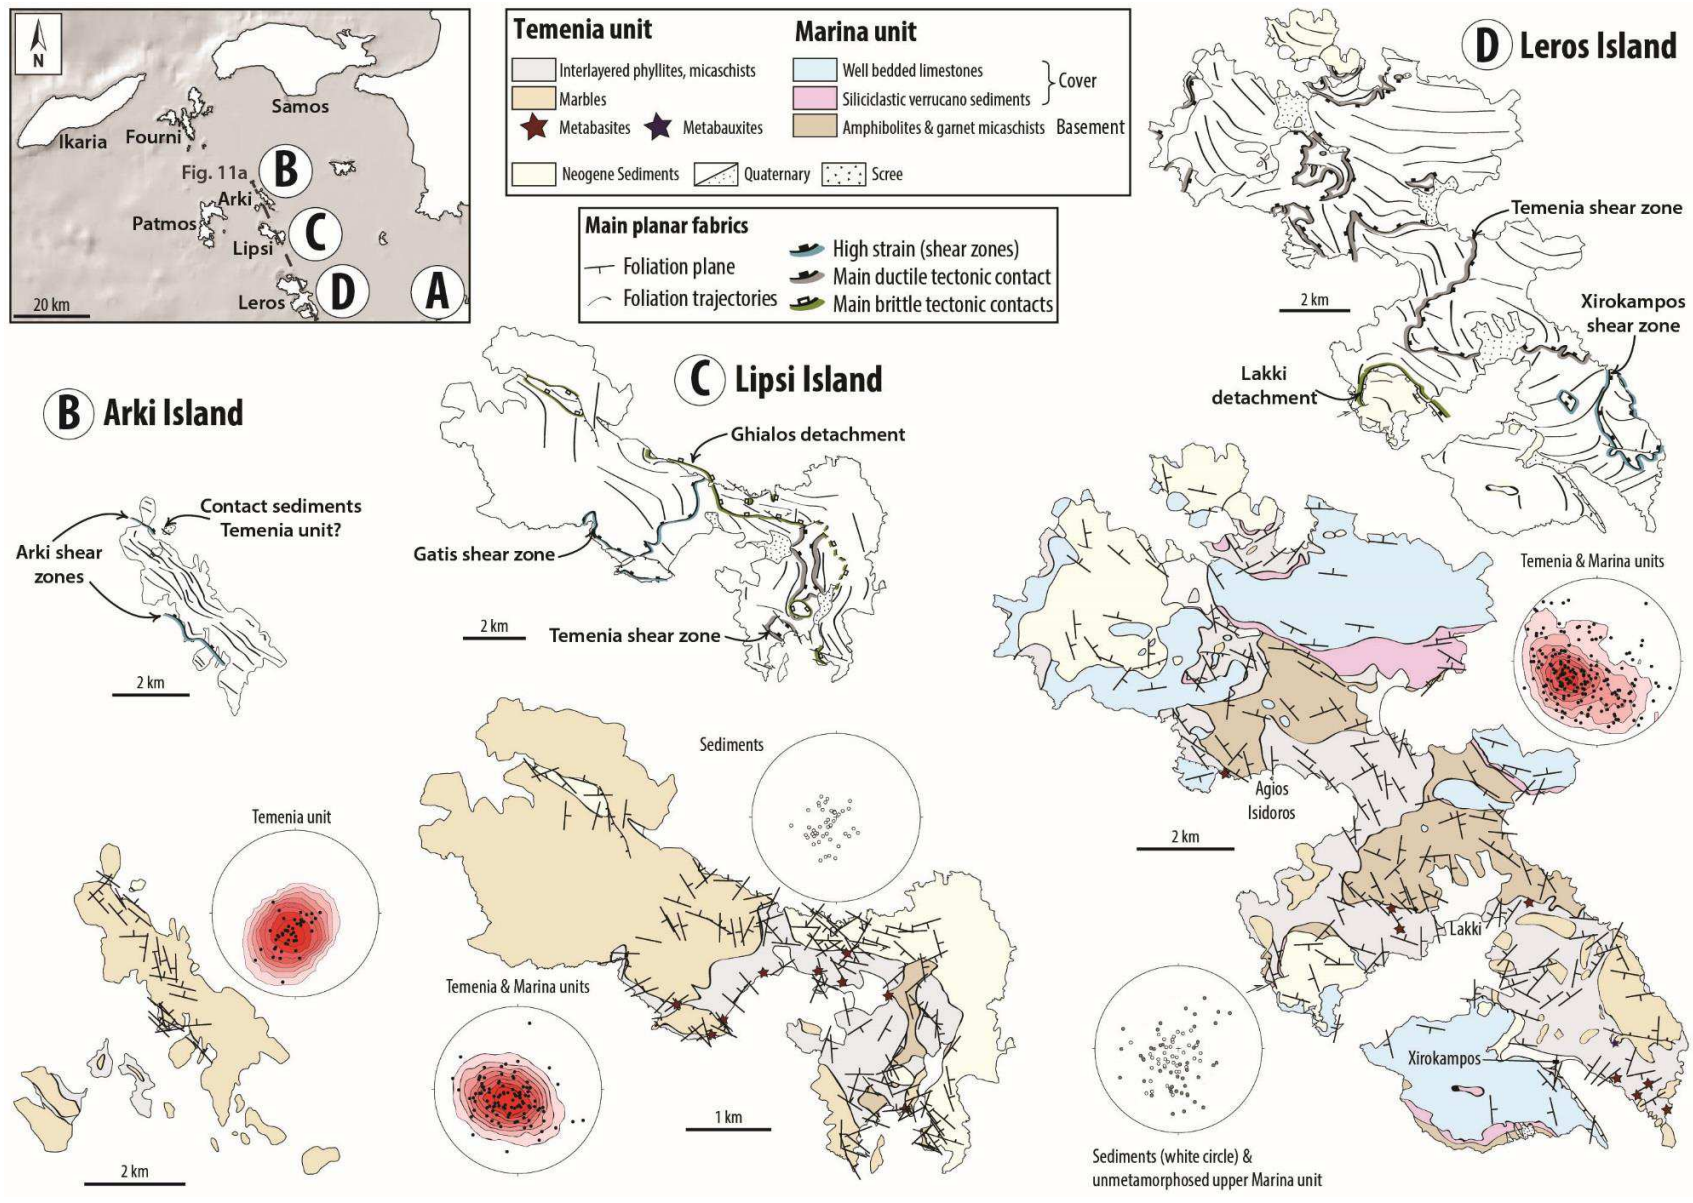 N
Ikaria
Fourni
Samos
Fig. 11a
B
Arki
Patmos
C
Lipsi
Leros
D
A
20 km
Temenia unit
Interlayered phyllites, micaschists
Marbles
Metabasites
Metabauxites
Marina unit
Well bedded limestones
Siliciclastic verrucano sediments
Cover
Amphibolites & garnet micaschists
Basement
Neogene Sediments
Quaternary
Scree
Main planar fabrics
Foliation plane
Foliation trajectories
High strain (shear zones)
Main ductile tectonic contact
Main brittle tectonic contacts
D Leros Island
Temenia shear zone
2 km
Xirokampos
shear zone
Lakki
detachment
C Lipsi Island
Ghialos detachment
Gatis shear zone
2 km
Temenia shear zone
B Arki Island
Contact sediments
Temenia unit?
Arki shear
zones
2 km
Temenia & Marina units
Agios
Isidoros
2 km
Lakki
Xirokampos
Sediments
Temenia unit
Temenia & Marina units
1 km
2 km
Sediments (white circle) &
unmetamorphosed upper Marina unit